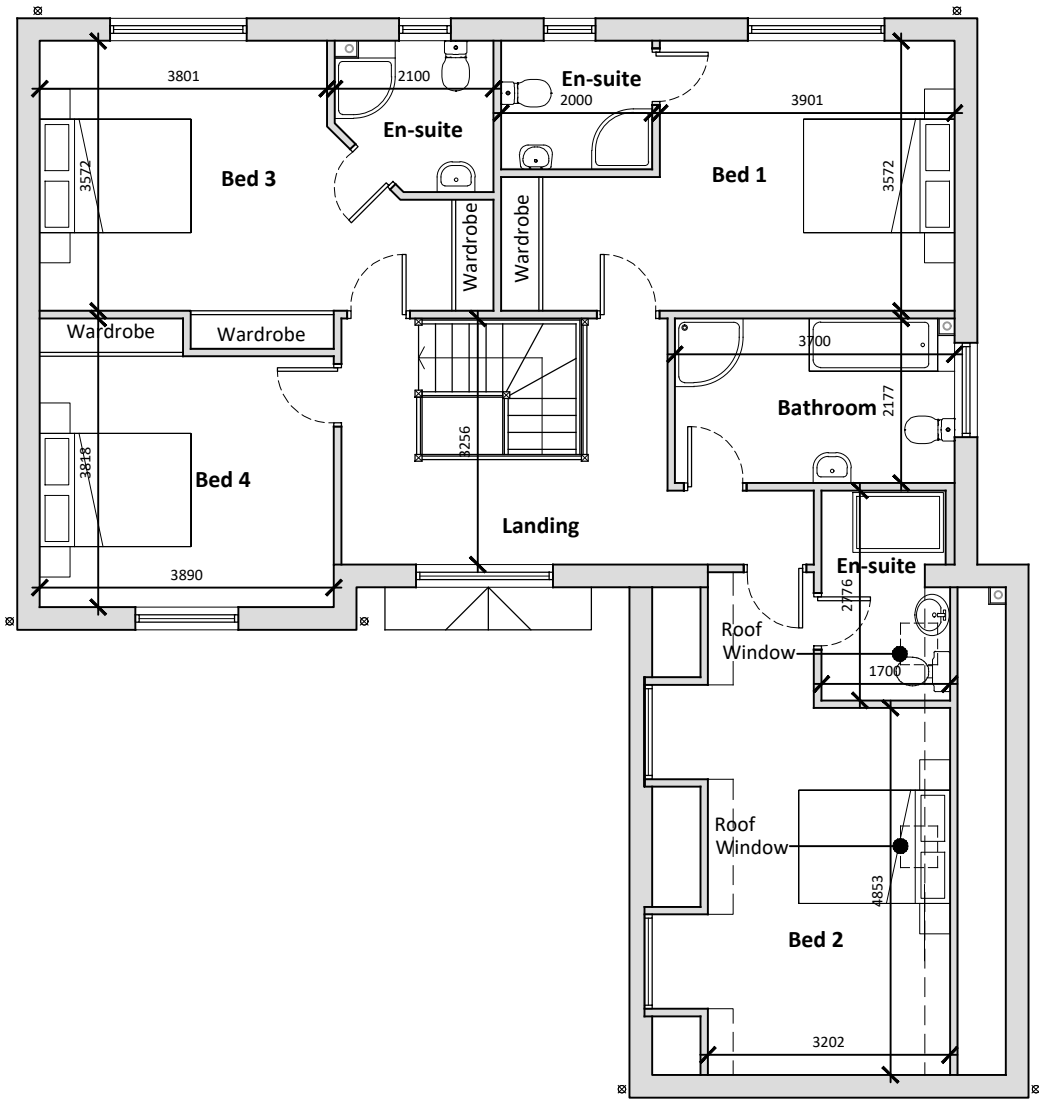 3801
2100
En-suite
2000
3901
En-suite
3572
Bed 3
Bed 1
3572
Wardrobe
Wardrobe
Wardrobe
Wardrobe
3700
2177
Bathroom
3256
3818
Bed 4
Landing
3890
En-suite
2776
Roof
Window
1700
Roof
Window
4853
Bed 2
3202